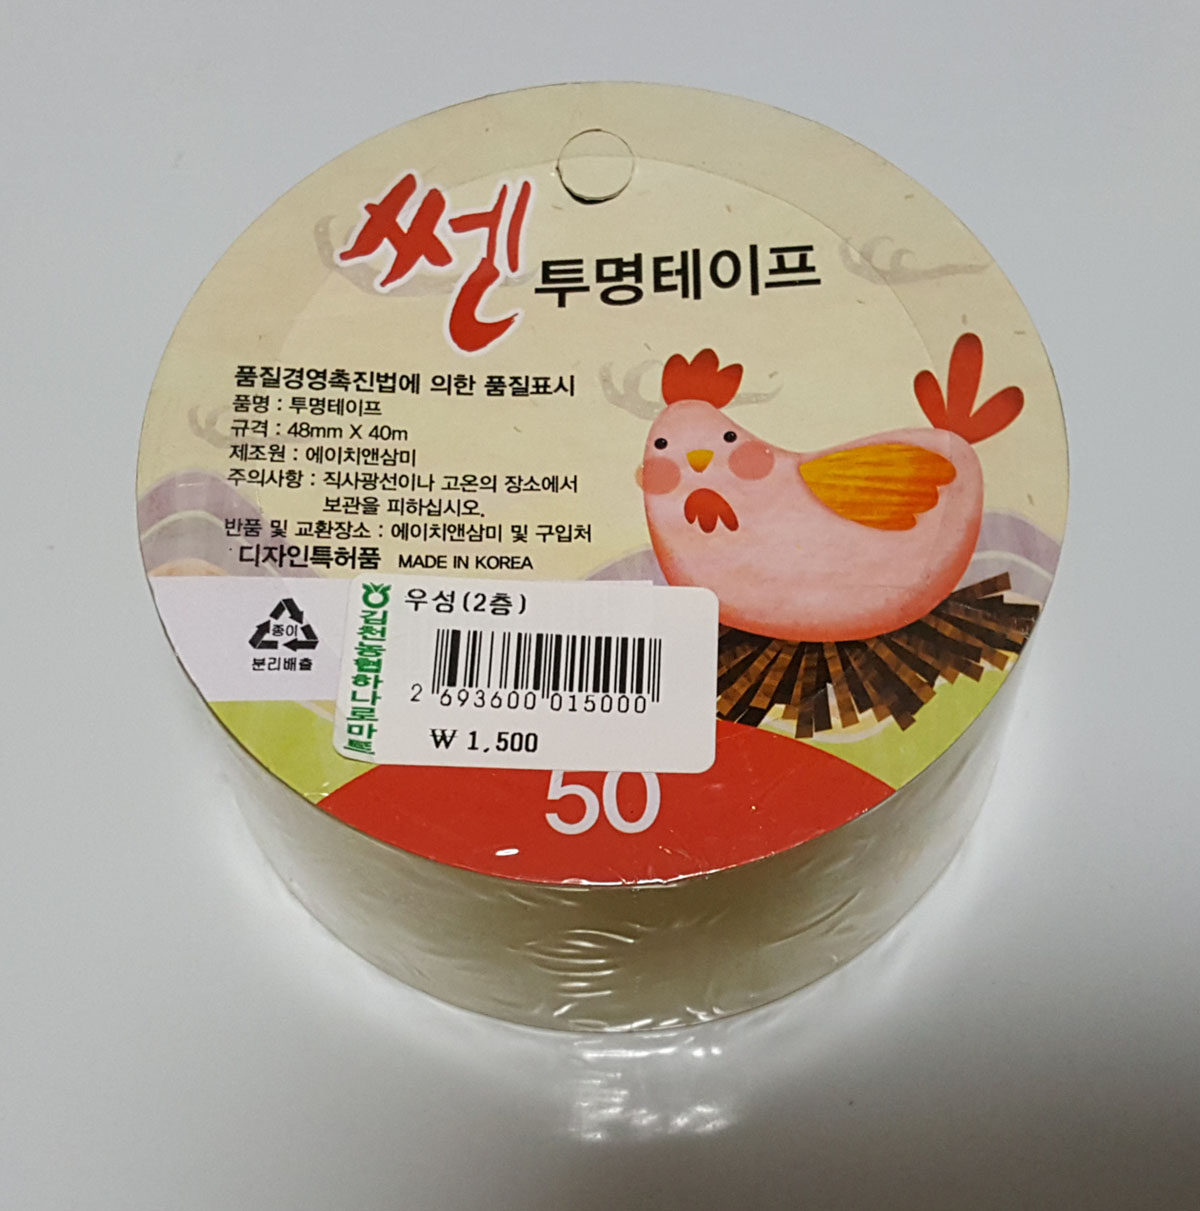 쎈
투명테이프
품질경영촉진법에 의한 품질표시
품명 : 투명테이프
규격 : 48mm X 40m
제조원 : 에이치앤삼미
주의사항 : 직사광선이나 고온의 장소에서
보관을 피하십시오.
반품 및 교환장소 : 에이치앤삼미 및 구입처
디자인특허품 MADE IN KOREA
종이
분리배출
김천농협하나로마트
우성(2층)
2 693600 015000
₩ 1,500
50